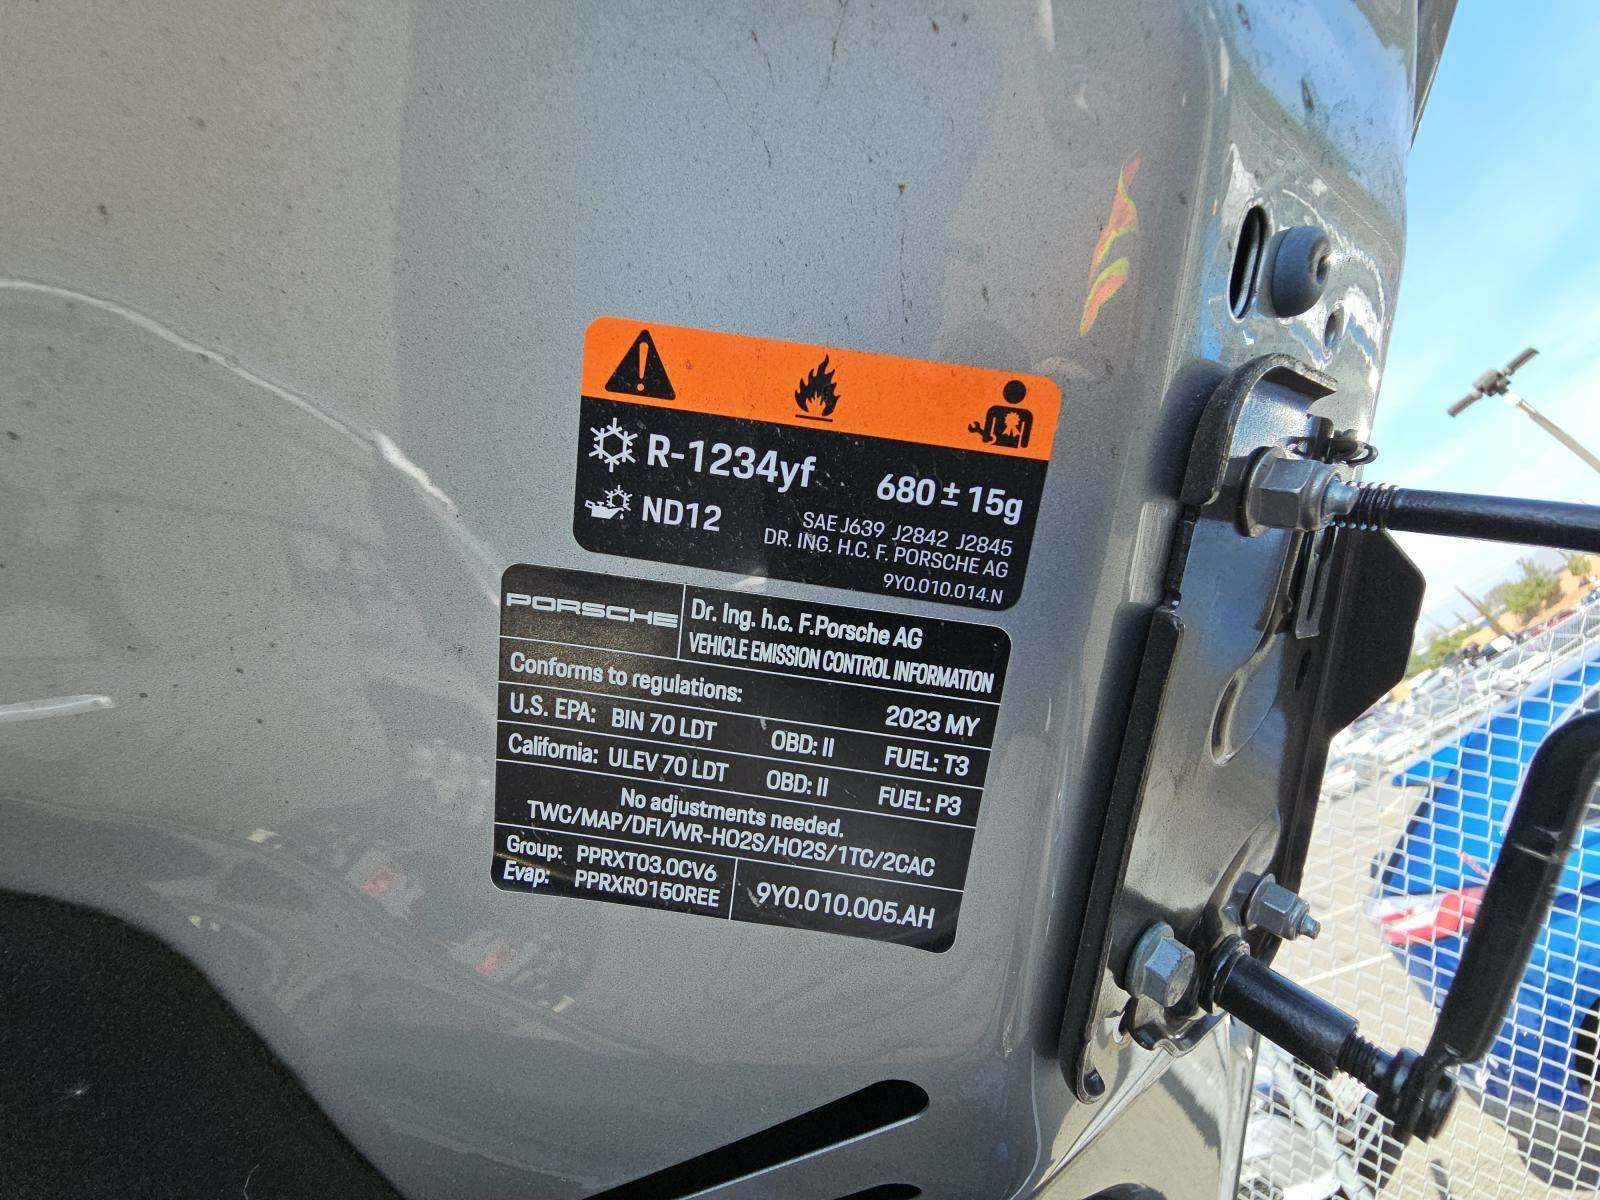 R-1234yf 680 ± 15g
ND12
SAE J639 J2842 J2845
DR. ING. H.C. F. PORSCHE AG
9Y0.010.014.N
PORSCHE
Dr. Ing. h.c. F.Porsche AG
VEHICLE EMISSION CONTROL INFORMATION
Conforms to regulations: 2023 MY
U.S. EPA: BIN 70 LDT OBD: II FUEL: T3
California: ULEV 70 LDT OBD: II FUEL: P3
No adjustments needed.
TWC/MAP/DFI/WR-HO2S/HO2S/1TC/2CAC
Group: PPRXT03.0CV6
Evap: PPRXR0150REE
9Y0.010.005.AH